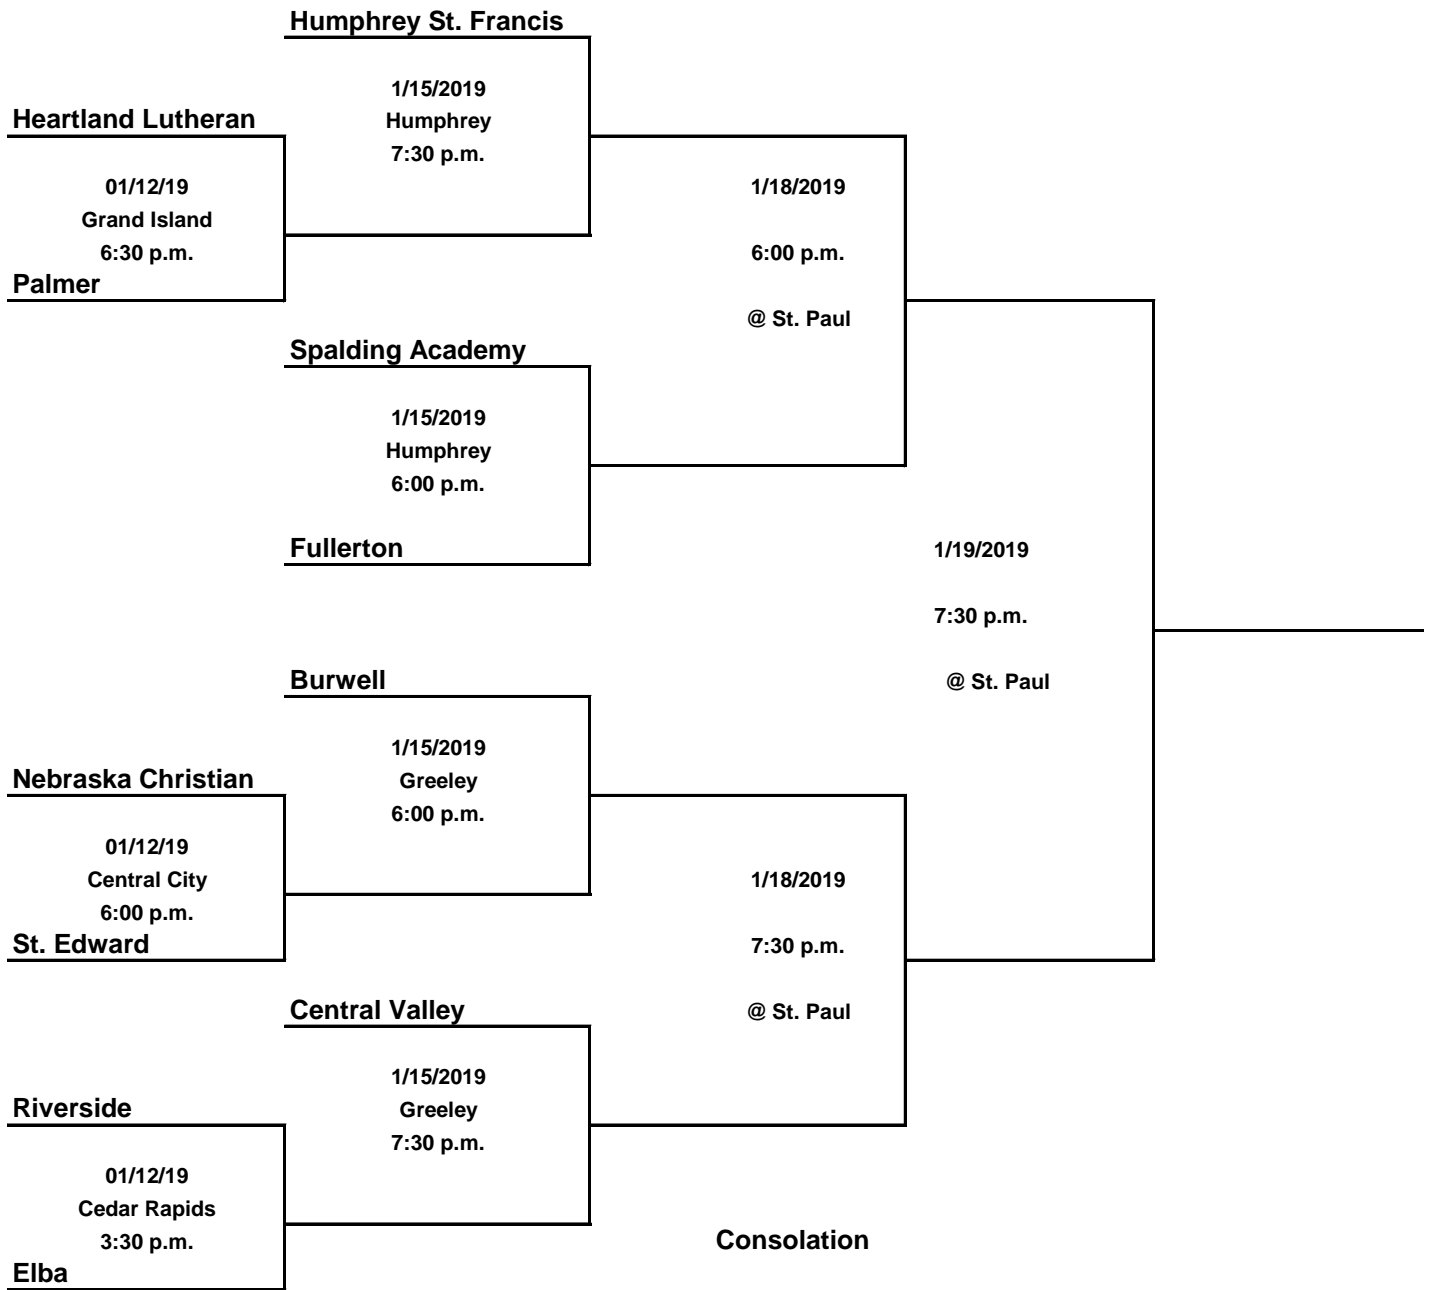 Humphrey St. Francis
1/15/2019
Humphrey
7:30 p.m.
Heartland Lutheran
01/12/19
Grand Island
6:30 p.m.
Palmer
1/18/2019
6:00 p.m.
@ St. Paul
Spalding Academy
1/15/2019
Humphrey
6:00 p.m.
Fullerton
1/19/2019
7:30 p.m.
@ St. Paul
Burwell
1/15/2019
Greeley
6:00 p.m.
Nebraska Christian
01/12/19
Central City
6:00 p.m.
St. Edward
1/18/2019
7:30 p.m.
@ St. Paul
Central Valley
1/15/2019
Greeley
7:30 p.m.
Riverside
01/12/19
Cedar Rapids
3:30 p.m.
Elba
Consolation